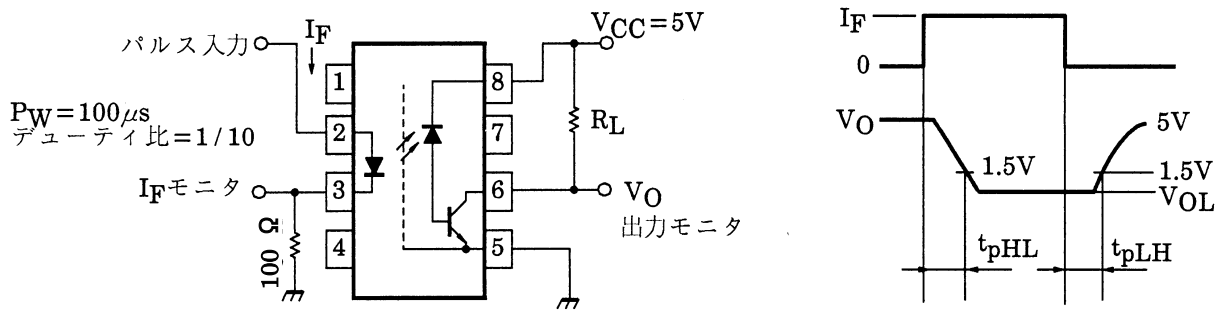 パルス入力
IF
VCC=5V
PW=100μs
デューティ比=1/10
1
2
3
4
8
7
6
5
RL
IFモニタ
100 Ω
VO
出力モニタ
IF
0
VO
5V
1.5V
1.5V
VOL
tpHL
tpLH